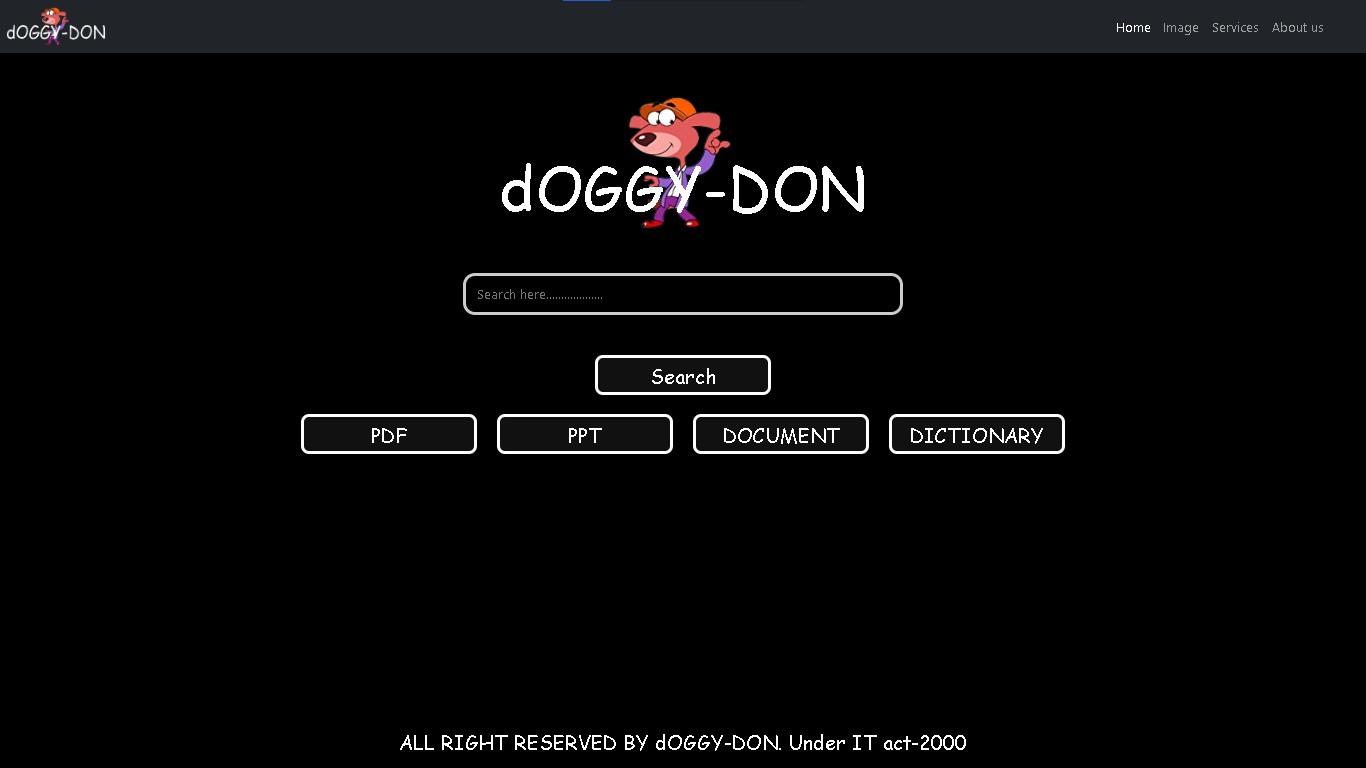 dOGGY-DON
Home Image Services About us
dOGGY-DON
Search here...................
Search
PDF PPT DOCUMENT DICTIONARY
ALL RIGHT RESERVED BY dOGGY-DON. Under IT act-2000